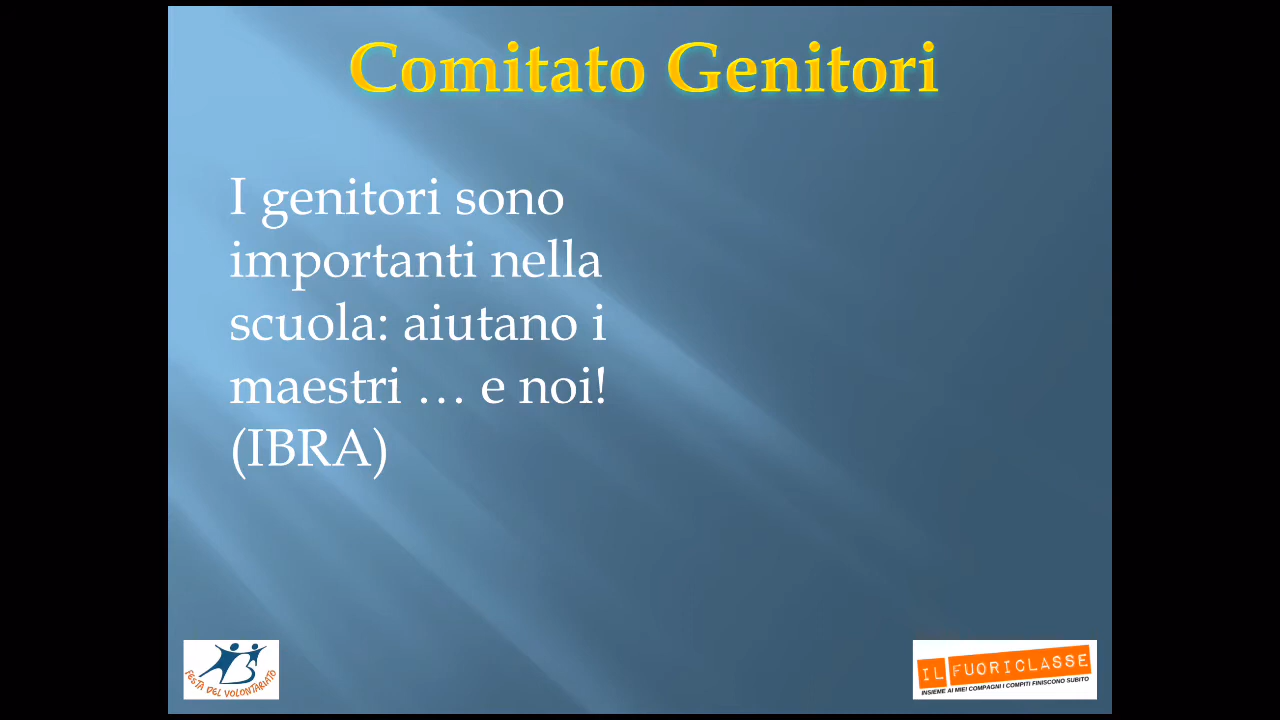 Comitato Genitori
I genitori sono
importanti nella
scuola: aiutano i
maestri … e noi!
(IBRA)
FESTA DEL VOLONTARIATO
IL FUORICLASSE
INSIEME AI MIEI COMPAGNI I COMPITI FINISCONO SUBITO